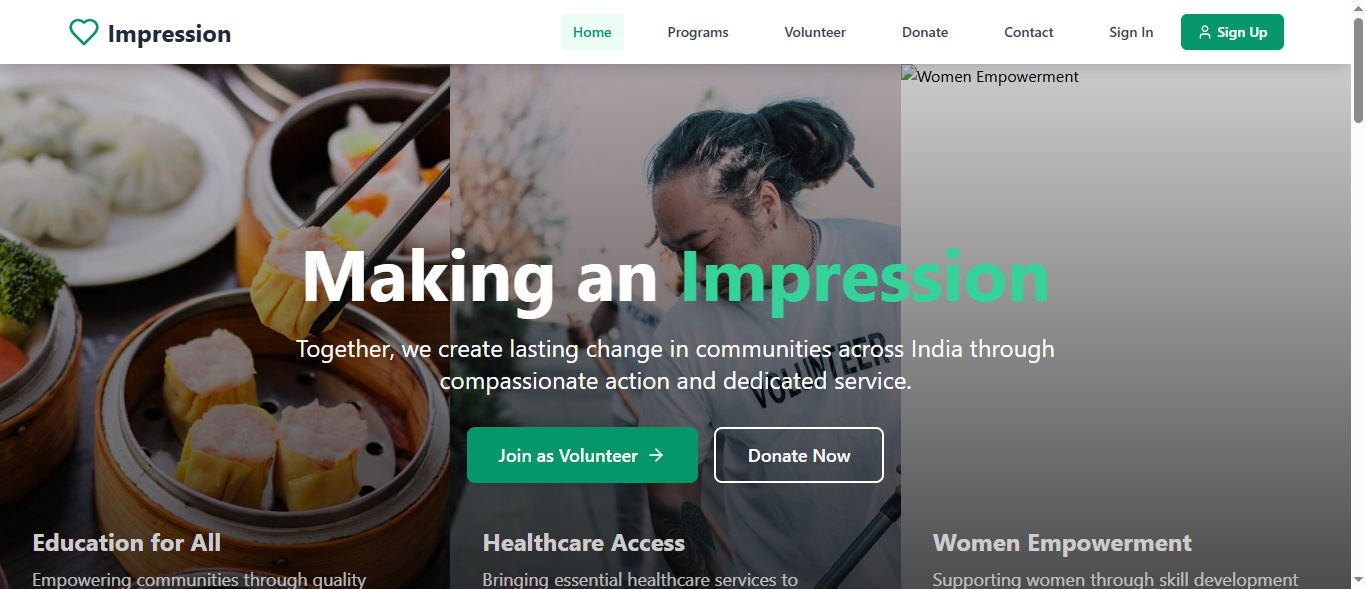 Impression
Home
Programs
Volunteer
Donate
Contact
Sign In
Sign Up
Women Empowerment
Making an Impression
Together, we create lasting change in communities across India through
compassionate action and dedicated service.
VOLUNTEER
Join as Volunteer
Donate Now
Education for All
Empowering communities through quality
Healthcare Access
Bringing essential healthcare services to
Women Empowerment
Supporting women through skill development